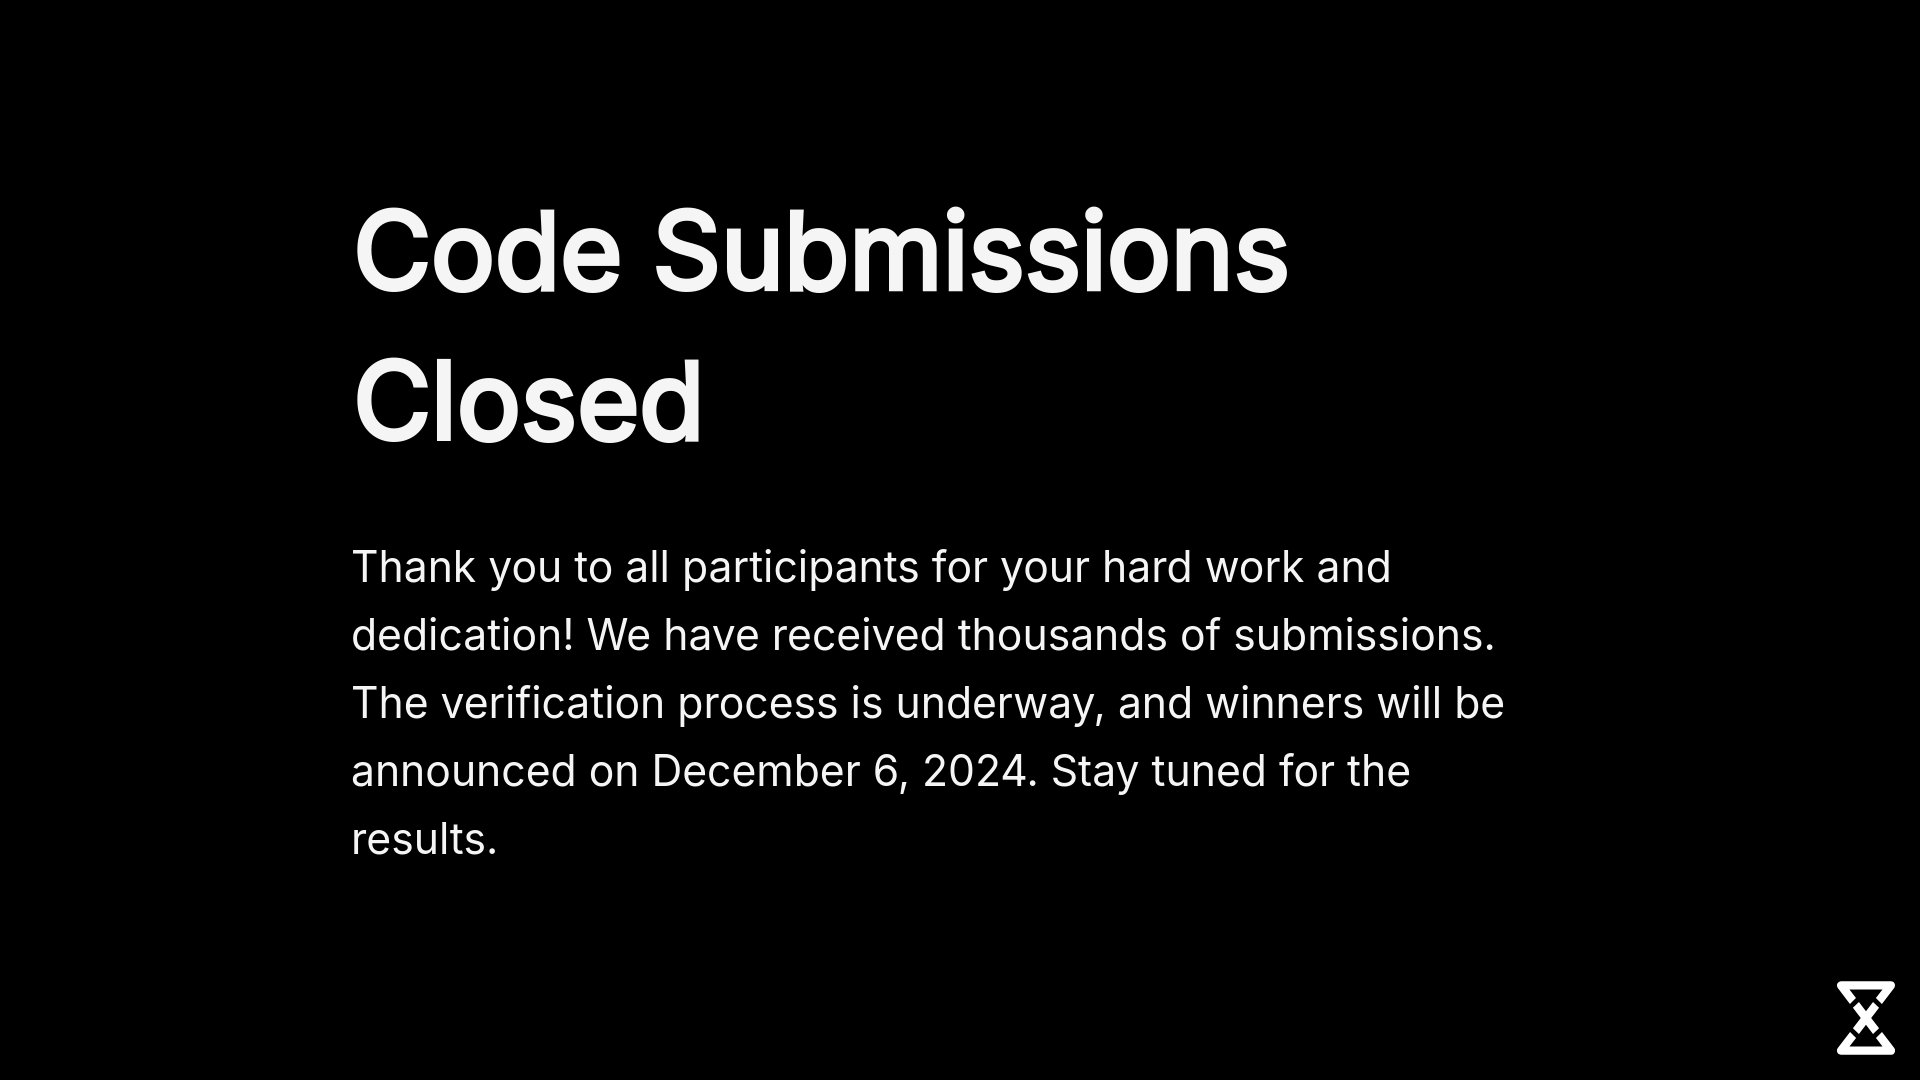 Code Submissions
Closed
Thank you to all participants for your hard work and
dedication! We have received thousands of submissions.
The verification process is underway, and winners will be
announced on December 6, 2024. Stay tuned for the
results.